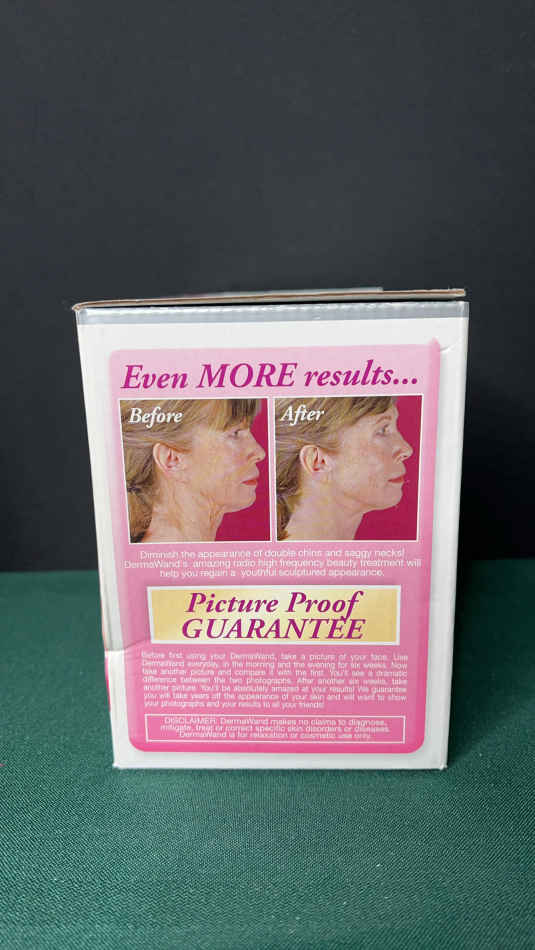 Even MORE results...
Before
After
Diminish the appearance of double chins and saggy necks!
DermaWand's amazing radio high frequency beauty treatment will
help you regain a youthful sculptured appearance.
Picture Proof
GUARANTEE
Before first using your DermaWand, take a picture of your face. Use
DermaWand everyday, in the morning and the evening for six weeks. Now
take another picture and compare it with the first. You'll see a dramatic
difference between the two photographs. After another six weeks, take
another picture. You'll be absolutely amazed at your results! We guarantee
you will take years off the appearance of your skin and will want to show
your photographs and your results to all your friends!
DISCLAIMER: DermaWand makes no claims to diagnose,
mitigate, treat or correct specific skin disorders or diseases.
DermaWand is for relaxation or cosmetic use only.